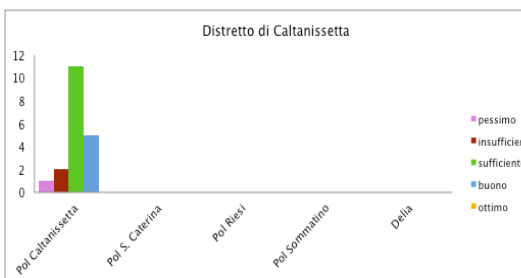 Distretto di Caltanissetta
12
10
8
6
4
2
0
Pol Caltanissetta
Pol S. Caterina
Pol Riesi
Pol Sommatino
Delia
pessimo
insufficien
sufficiente
buono
ottimo